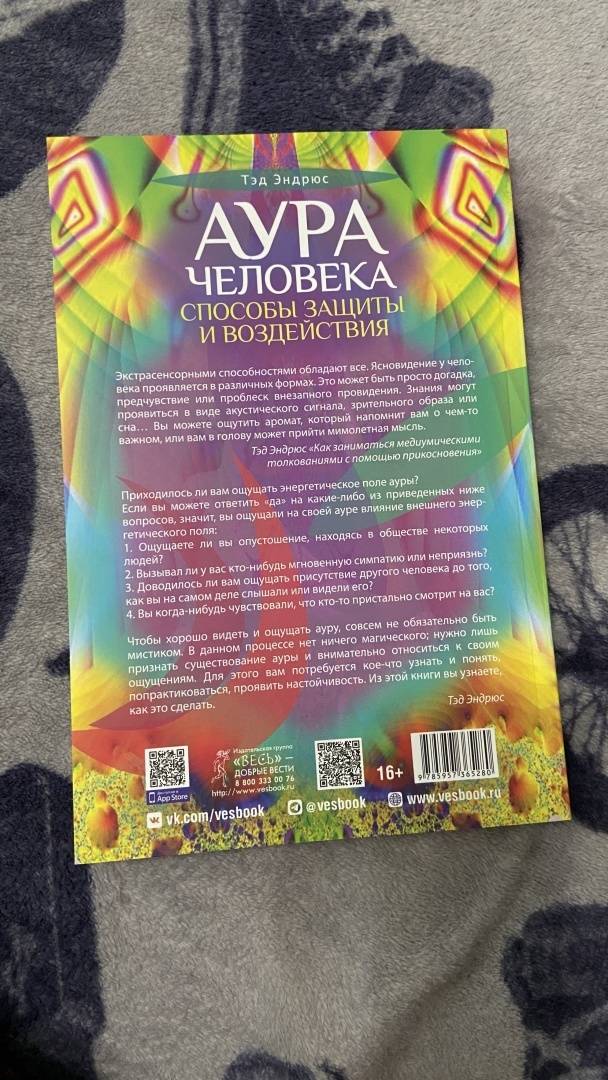 Тэд Эндрюс
АУРА
ЧЕЛОВЕКА
СПОСОБЫ ЗАЩИТЫ
И ВОЗДЕЙСТВИЯ
Экстрасенсорными способностями обладают все. Ясновидение у чело-
века проявляется в различных формах. Это может быть просто догадка,
предчувствие или проблеск внезапного провидения. Знания могут
проявиться в виде акустического сигнала, зрительного образа или
сна... Вы можете ощутить аромат, который напомнит вам о чем-то
важном, или вам в голову может прийти мимолетная мысль.
Тэд Эндрюс «Как заниматься медиумическими
толкованиями с помощью прикосновения»
Приходилось ли вам ощущать энергетическое поле ауры?
Если вы можете ответить «да» на какие-либо из приведенных ниже
вопросов, значит, вы ощущали на своей ауре влияние внешнего энер-
гетического поля:
1. Ощущаете ли вы опустошение, находясь в обществе некоторых
людей?
2. Вызывал ли у вас кто-нибудь мгновенную симпатию или неприязнь?
3. Доводилось ли вам ощущать присутствие другого человека до того,
как вы на самом деле слышали или видели его?
4. Вы когда-нибудь чувствовали, что кто-то пристально смотрит на вас?
Чтобы хорошо видеть и ощущать ауру, совсем не обязательно быть
мистиком. В данном процессе нет ничего магического; нужно лишь
признать существование ауры и внимательно относиться к своим
ощущениям. Для этого вам потребуется кое-что узнать и понять,
попрактиковаться, проявить настойчивость. Из этой книги вы узнаете,
как это сделать.
Тэд Эндрюс
Доступно в
App Store
Издательская группа
«ВЕСЬ» –
ДОБРЫЕ ВЕСТИ
8 800 333 00 76
http://www.vesbook.ru
16+
9 785957 365280
vk.com/vesbook
@vesbook
www.vesbook.ru